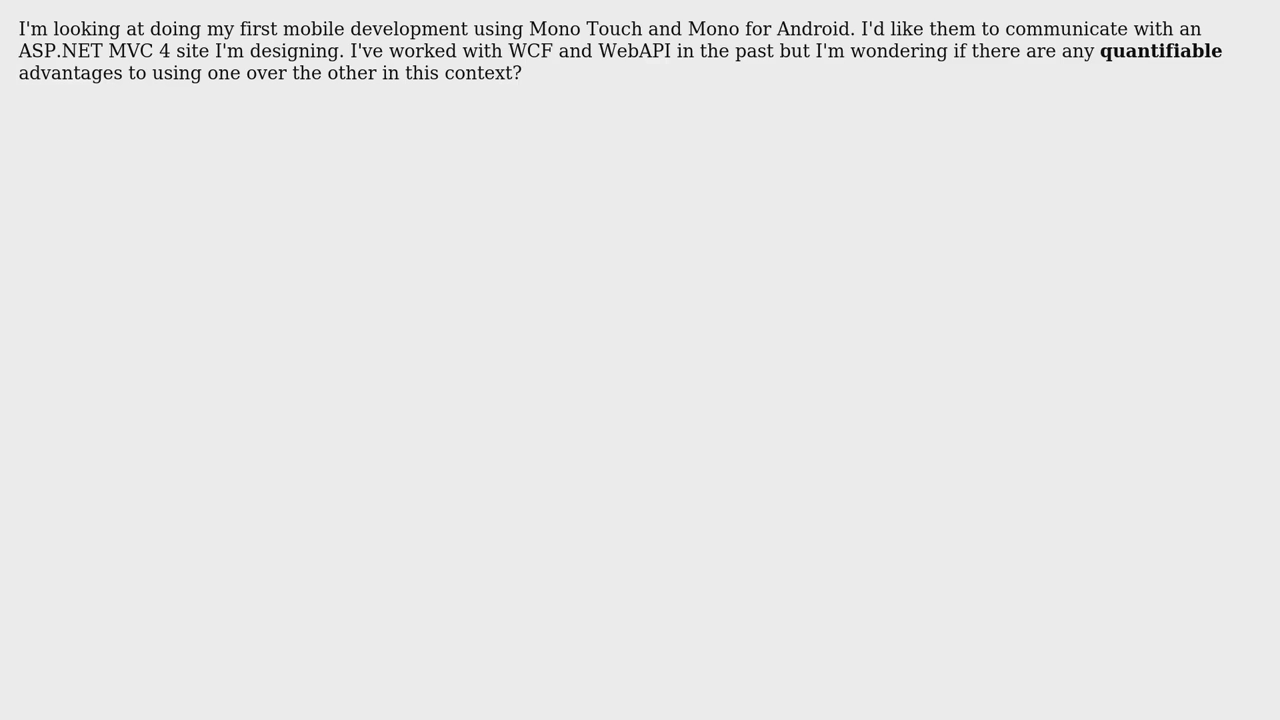 I'm looking at doing my first mobile development using Mono Touch and Mono for Android. I'd like them to communicate with an
ASP.NET MVC 4 site I'm designing. I've worked with WCF and WebAPI in the past but I'm wondering if there are any quantifiable
advantages to using one over the other in this context?